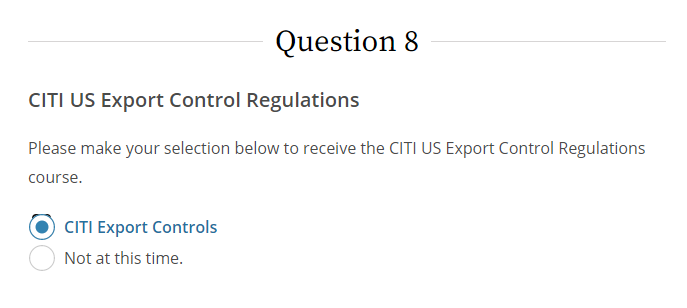 Question 8
CITI US Export Control Regulations
Please make your selection below to receive the CITI US Export Control Regulations
course.
CITI Export Controls
Not at this time.